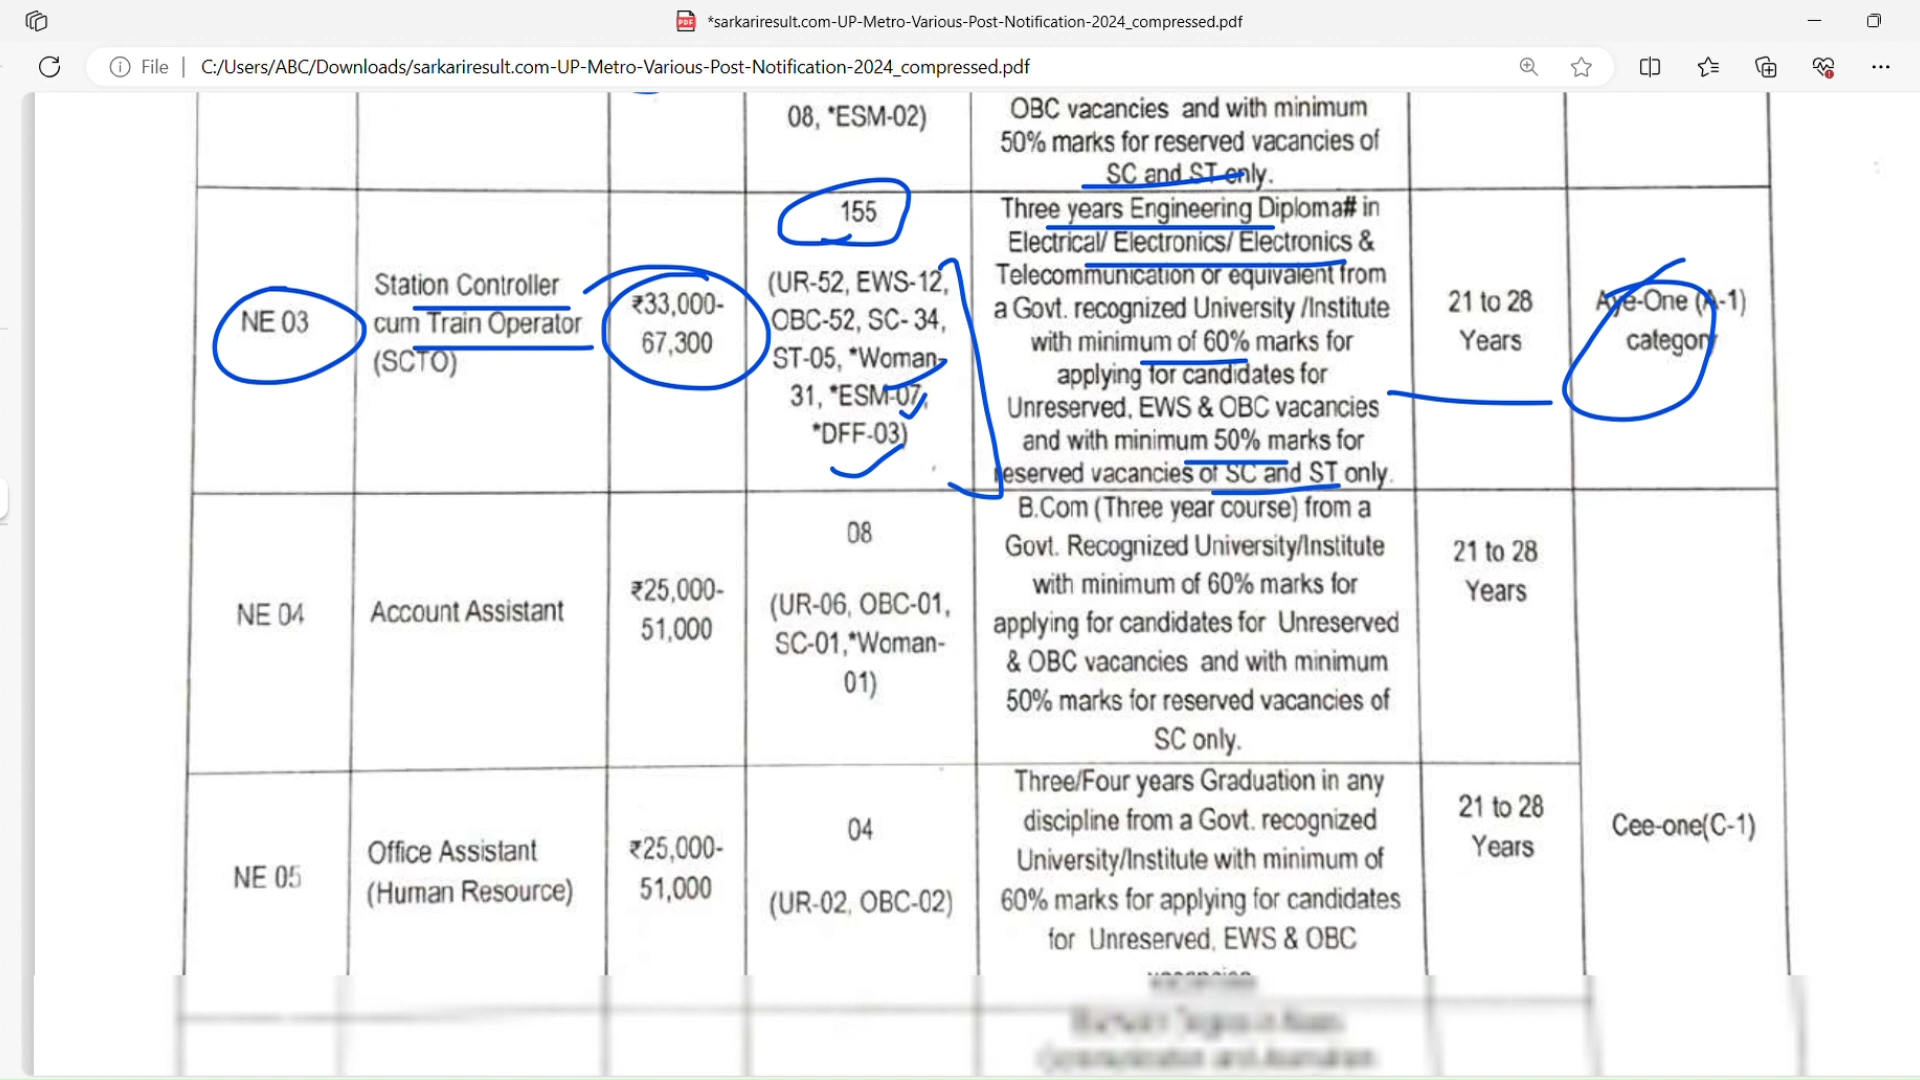 *sarkariresult.com-UP-Metro-Various-Post-Notification-2024_compressed.pdf
File | C:/Users/ABC/Downloads/sarkariresult.com-UP-Metro-Various-Post-Notification-2024_compressed.pdf
08, *ESM-02)
OBC vacancies and with minimum
50% marks for reserved vacancies of
SC and ST only.
NE 03
Station Controller
cum Train Operator
(SCTO)
₹33,000-
67,300
155
(UR-52, EWS-12,
OBC-52, SC- 34,
ST-05, *Woman-
31, *ESM-07,
*DFF-03)
Three years Engineering Diploma# in
Electrical/ Electronics/ Electronics &
Telecommunication or equivalent from
a Govt. recognized University /Institute
with minimum of 60% marks for
applying for candidates for
Unreserved, EWS & OBC vacancies
and with minimum 50% marks for
reserved vacancies of SC and ST only.
21 to 28
Years
Aye-One (A-1)
category
NE 04
Account Assistant
₹25,000-
51,000
08
(UR-06, OBC-01,
SC-01,*Woman-
01)
B.Com (Three year course) from a
Govt. Recognized University/Institute
with minimum of 60% marks for
applying for candidates for Unreserved
& OBC vacancies and with minimum
50% marks for reserved vacancies of
SC only.
21 to 28
Years
NE 05
Office Assistant
(Human Resource)
₹25,000-
51,000
04
(UR-02, OBC-02)
Three/Four years Graduation in any
discipline from a Govt. recognized
University/Institute with minimum of
60% marks for applying for candidates
for Unreserved, EWS & OBC
21 to 28
Years
Cee-one(C-1)